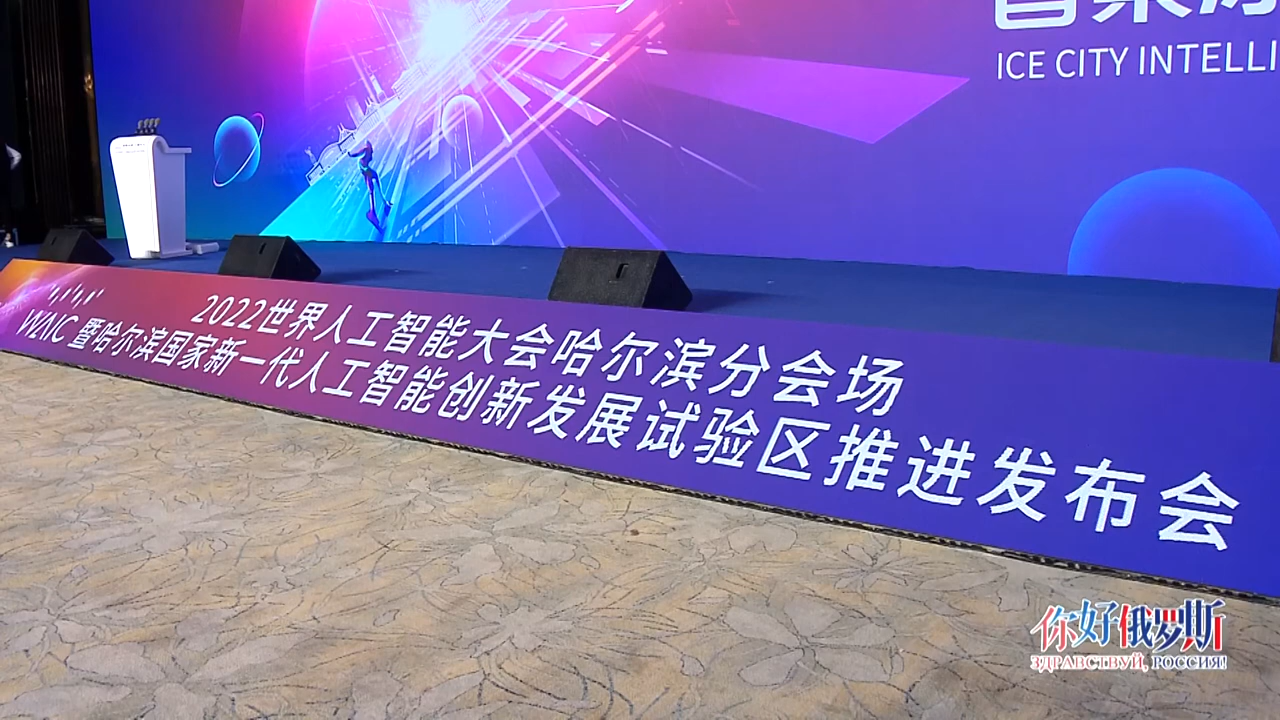 ICE CITY INTELLI
2022世界人工智能大会哈尔滨分会场
WAIC 暨哈尔滨国家新一代人工智能创新发展试验区推进发布会
你好俄罗斯
ЗДРАВСТВУЙ, РОССИЯ!